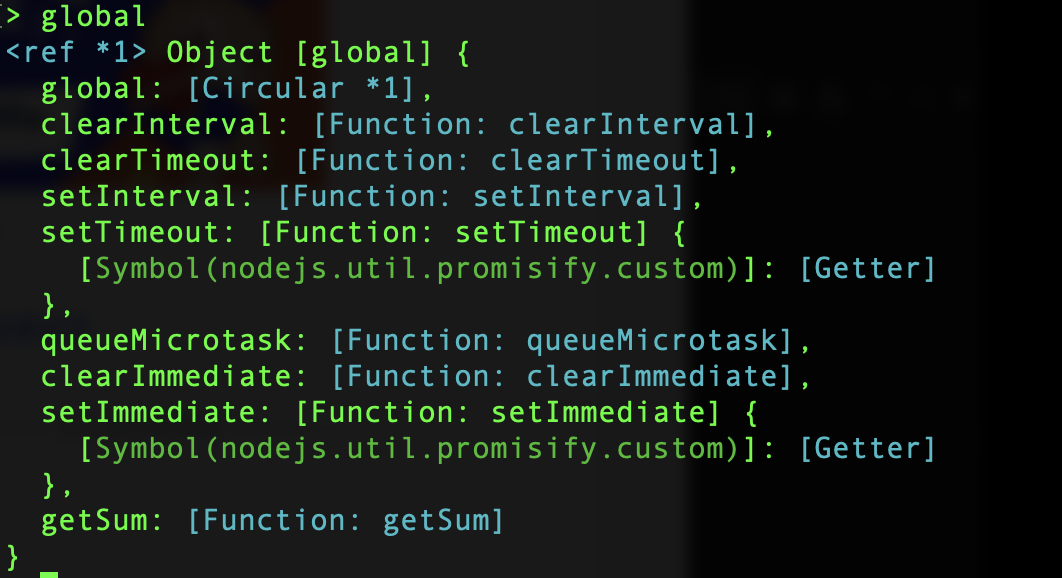 > global
<ref *1> Object [global] {
  global: [Circular *1],
  clearInterval: [Function: clearInterval],
  clearTimeout: [Function: clearTimeout],
  setInterval: [Function: setInterval],
  setTimeout: [Function: setTimeout] {
    [Symbol(nodejs.util.promisify.custom)]: [Getter]
  },
  queueMicrotask: [Function: queueMicrotask],
  clearImmediate: [Function: clearImmediate],
  setImmediate: [Function: setImmediate] {
    [Symbol(nodejs.util.promisify.custom)]: [Getter]
  },
  getSum: [Function: getSum]
}